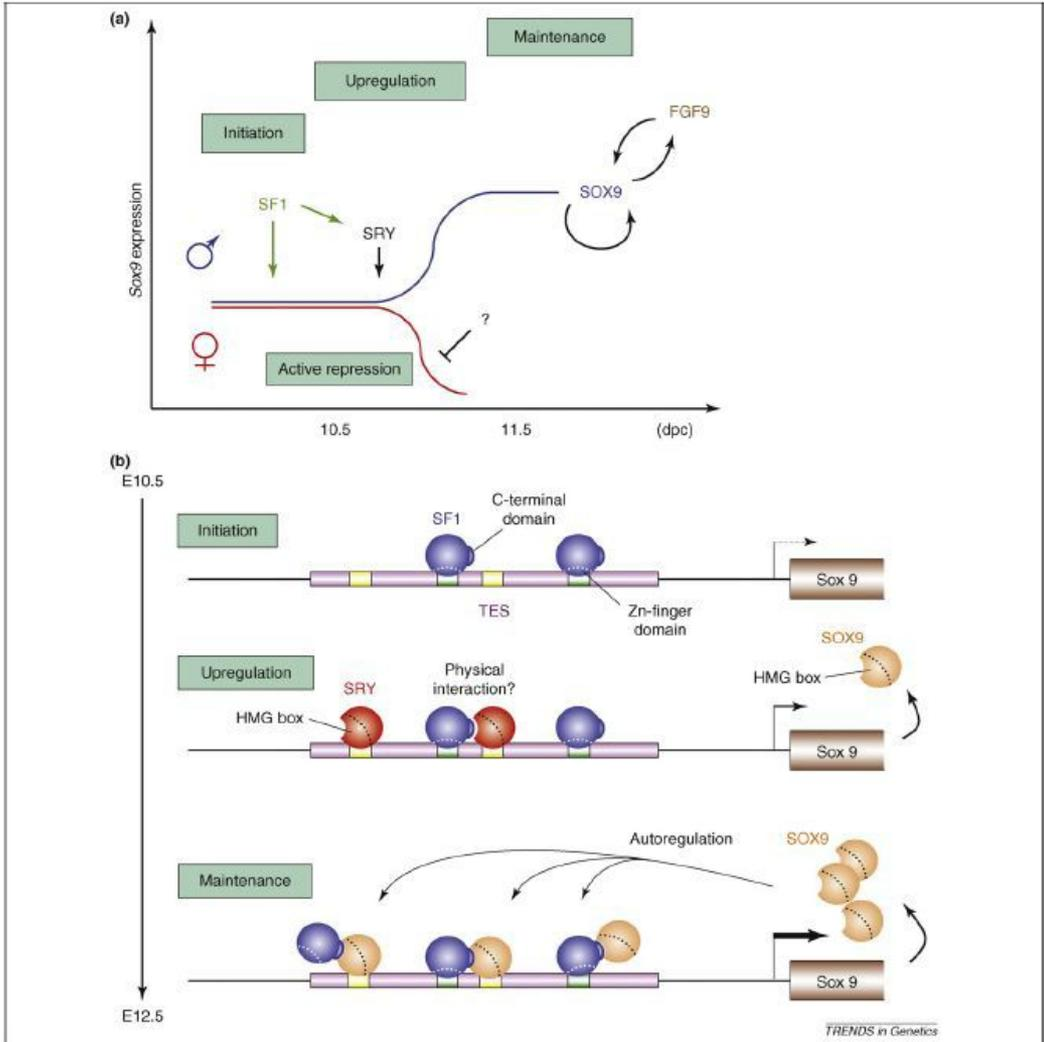 (a)
Maintenance
Upregulation
FGF9
Initiation
SOX9
SF1
SRY
Sox9 expression
♂
?
♀
Active repression
10.5
11.5
(dpc)
(b)
E10.5
C-terminal
domain
SF1
Initiation
Sox 9
TES
Zn-finger
domain
SOX9
Physical
interaction?
Upregulation
HMG box
SRY
HMG box
Sox 9
Autoregulation
SOX9
Maintenance
Sox 9
E12.5
TRENDS in Genetics